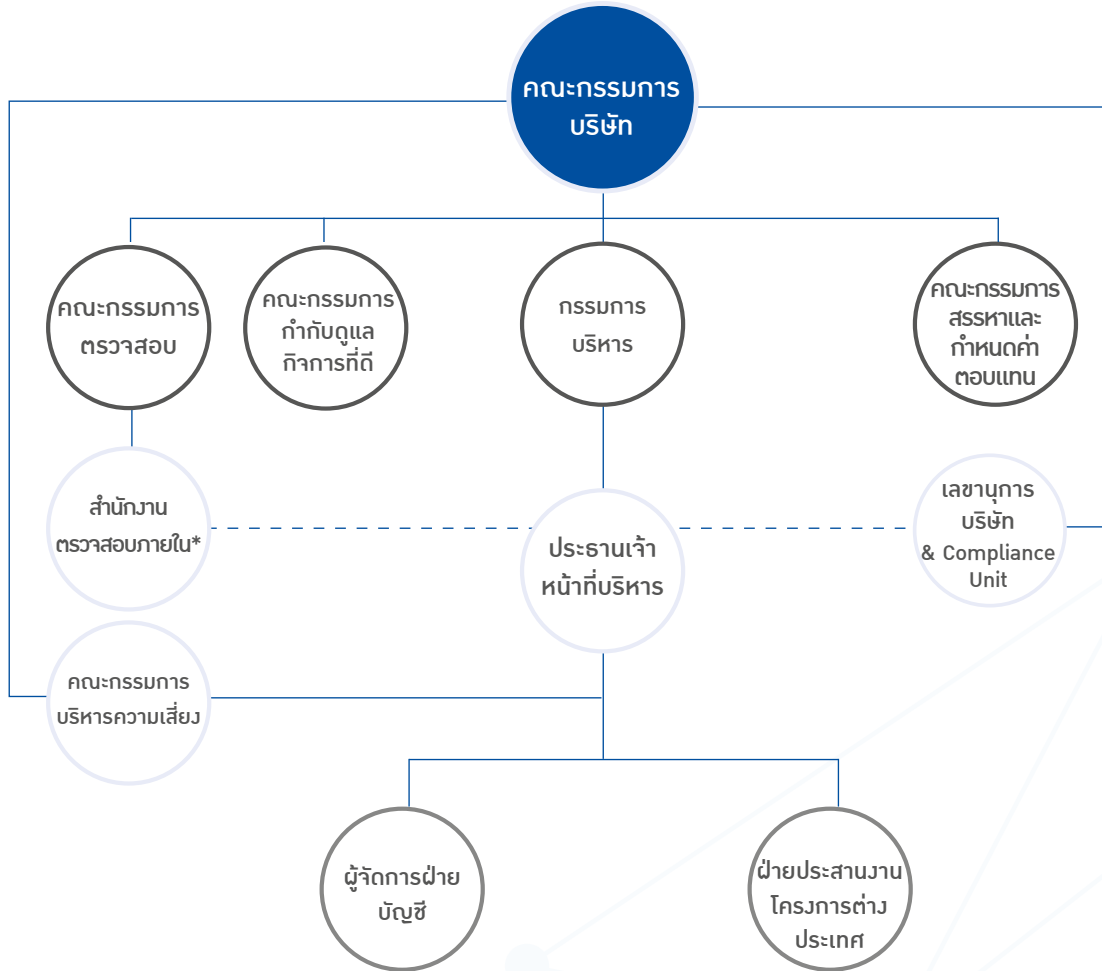 คณะกรรมการ
บริษัท
คณะกรรมการ
ตรวจสอบ
คณะกรรมการ
กำกับดูแล
กิจการที่ดี
กรรมการ
บริหาร
คณะกรรมการ
สรรหาและ
กำหนดค่า
ตอบแทน
สำนักงาน
ตรวจสอบภายใน*
ประธานเจ้า
หน้าที่บริหาร
เลขานุการ
บริษัท
& Compliance
Unit
คณะกรรมการ
บริหารความเสี่ยง
ผู้จัดการฝ่าย
บัญชี
ฝ่ายประสานงาน
โครงการต่าง
ประเทศ